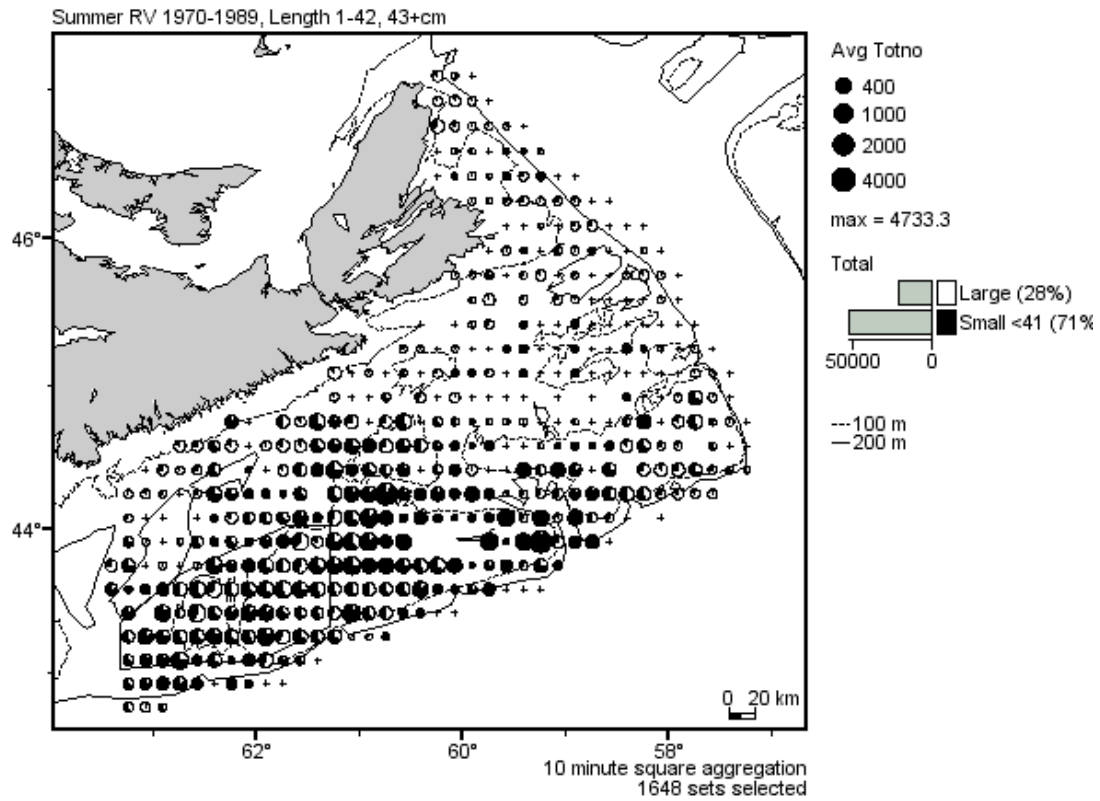 Summer RV 1970-1989, Length 1-42, 43+cm
Avg Totno
400
1000
2000
4000
max = 4733.3
46°
Total
Large (28%)
Small <41 (71%
50000 0
---100 m
—200 m
44°
0 20 km
62° 60° 58°
10 minute square aggregation
1648 sets selected